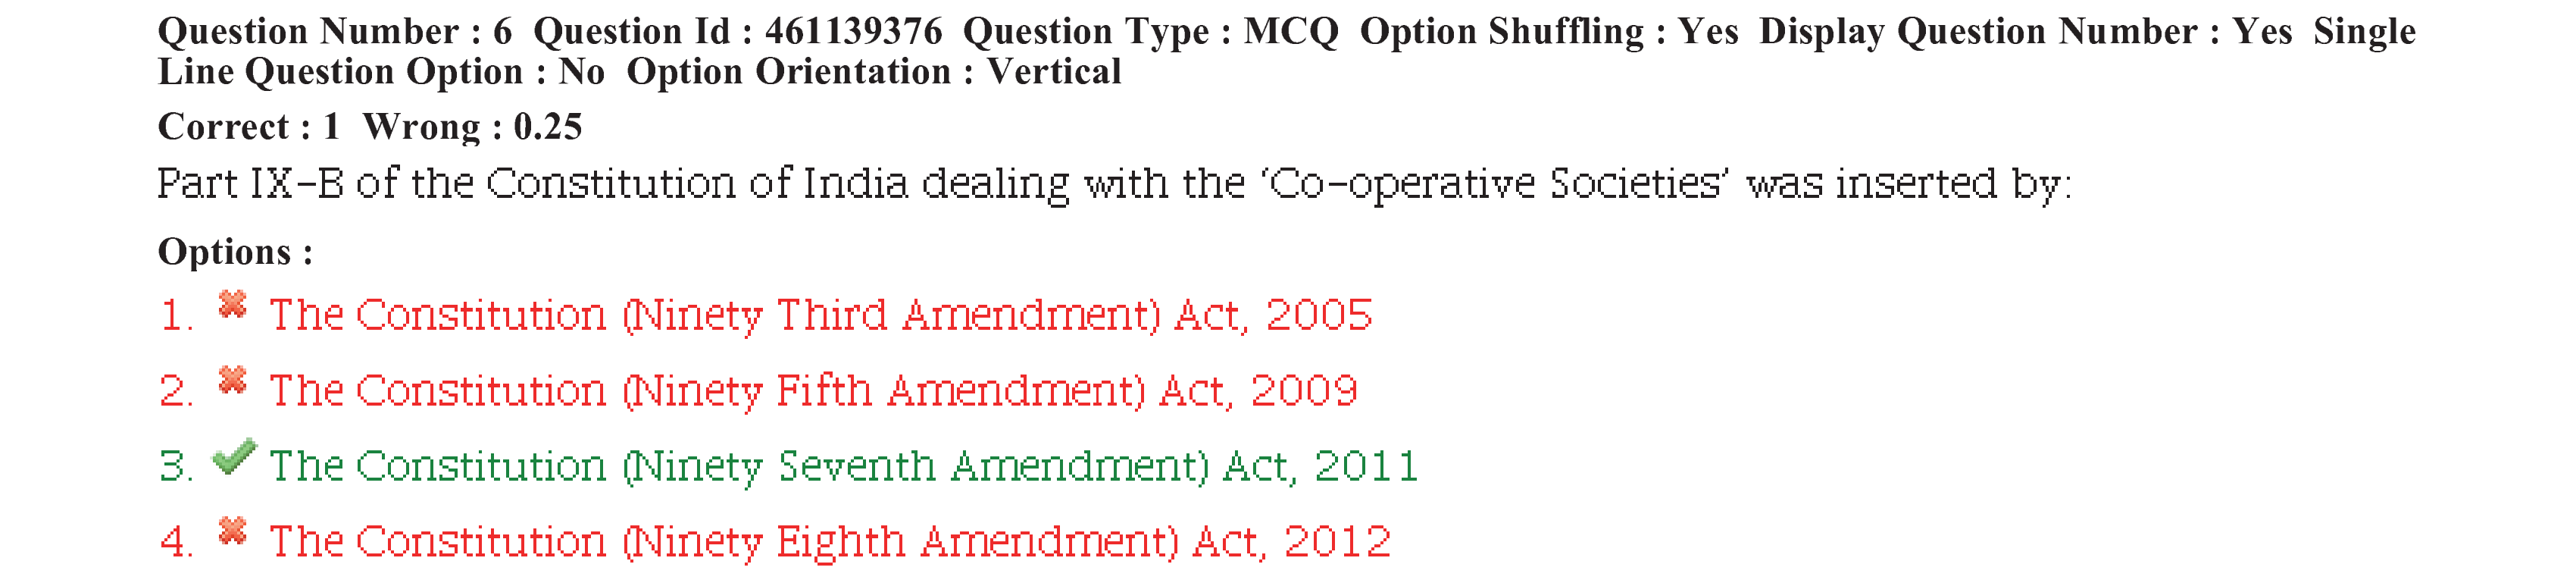 Question Number : 6 Question Id : 461139376 Question Type : MCQ Option Shuffling : Yes Display Question Number : Yes Single
Line Question Option : No Option Orientation : Vertical
Correct : 1 Wrong : 0.25
Part IX-B of the Constitution of India dealing with the ‘Co-operative Societies’ was inserted by:
Options :
1. The Constitution (Ninety Third Amendment) Act, 2005
2. The Constitution (Ninety Fifth Amendment) Act, 2009
3. The Constitution (Ninety Seventh Amendment) Act, 2011
4. The Constitution (Ninety Eighth Amendment) Act, 2012